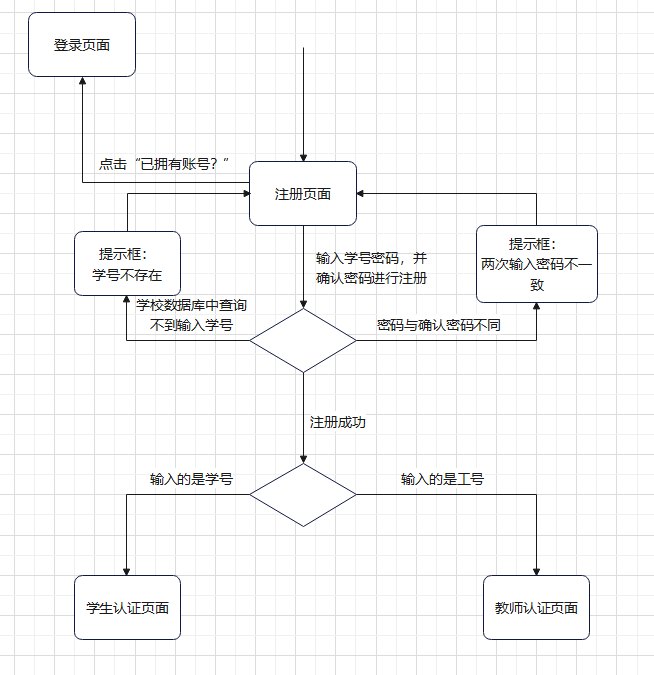 登录页面
点击“已拥有账号？”
注册页面
提示框：
学号不存在
输入学号密码，并
确认密码进行注册
提示框：
两次输入密码不一
致
学校数据库中查询
不到输入学号
密码与确认密码不同
注册成功
输入的是学号
输入的是工号
学生认证页面
教师认证页面